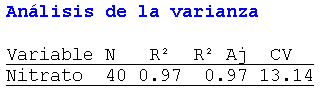 Análisis de la varianza
Variable N R² R² Aj CV
Nitrato 40 0.97 0.97 13.14